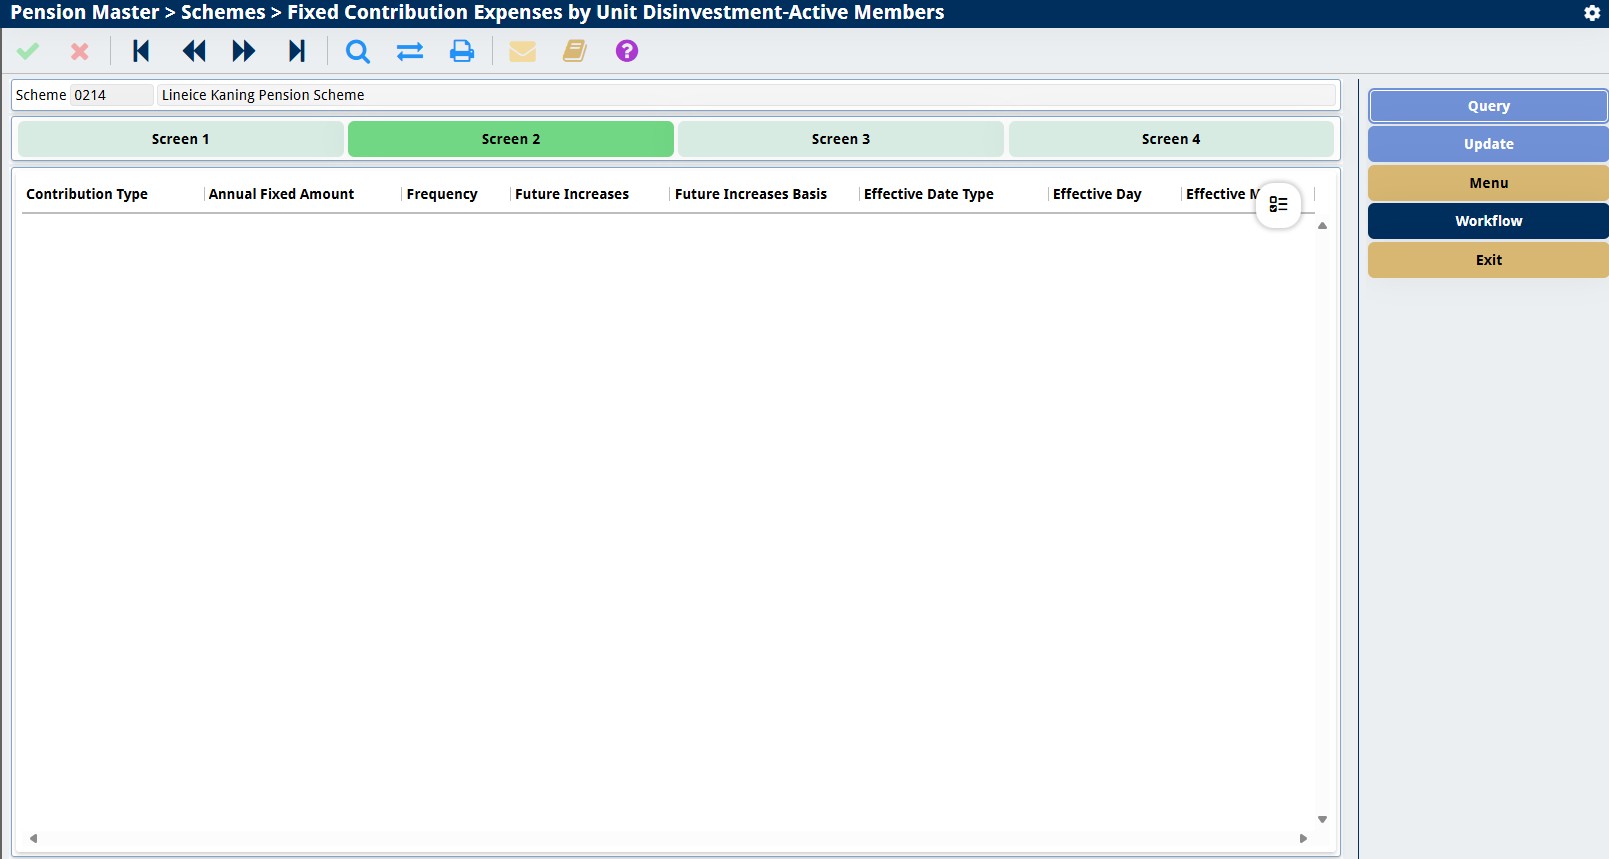 Pension Master > Schemes > Fixed Contribution Expenses by Unit Disinvestment-Active Members
Scheme 0214 Lineice Kaning Pension Scheme
Screen 1 Screen 2 Screen 3 Screen 4
Contribution Type Annual Fixed Amount Frequency Future Increases Future Increases Basis Effective Date Type Effective Day Effective
Query
Update
Menu
Workflow
Exit